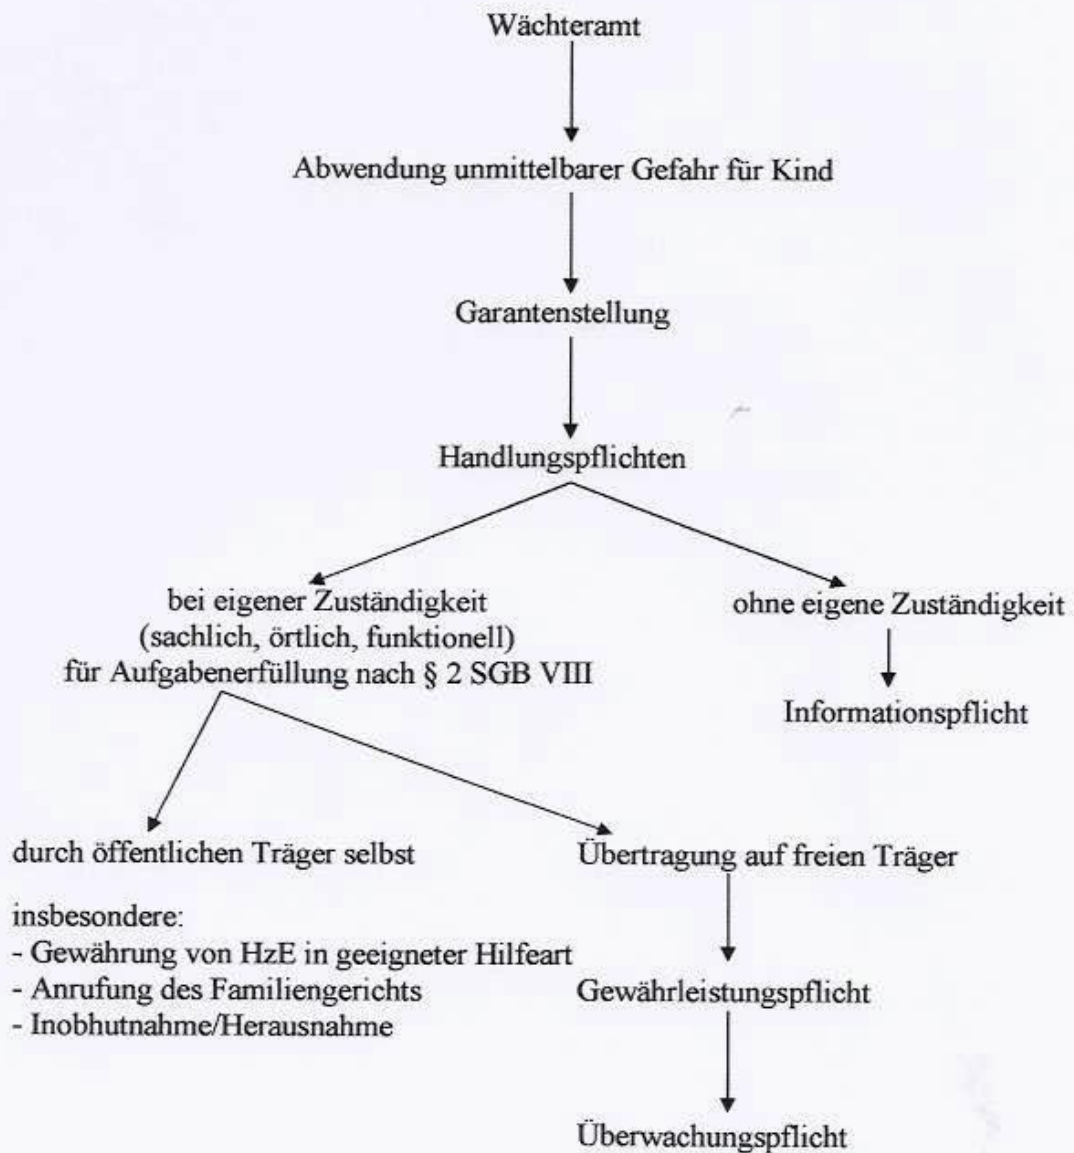 Wächteramt
Abwendung unmittelbarer Gefahr für Kind
Garantenstellung
Handlungspflichten
bei eigener Zuständigkeit
(sachlich, örtlich, funktionell)
für Aufgabenerfüllung nach § 2 SGB VIII
ohne eigene Zuständigkeit
Informationspflicht
durch öffentlichen Träger selbst
insbesondere:
- Gewährung von HzE in geeigneter Hilfeart
- Anrufung des Familiengerichts
- Inobhutnahme/Herausnahme
Übertragung auf freien Träger
Gewährleistungspflicht
Überwachungspflicht